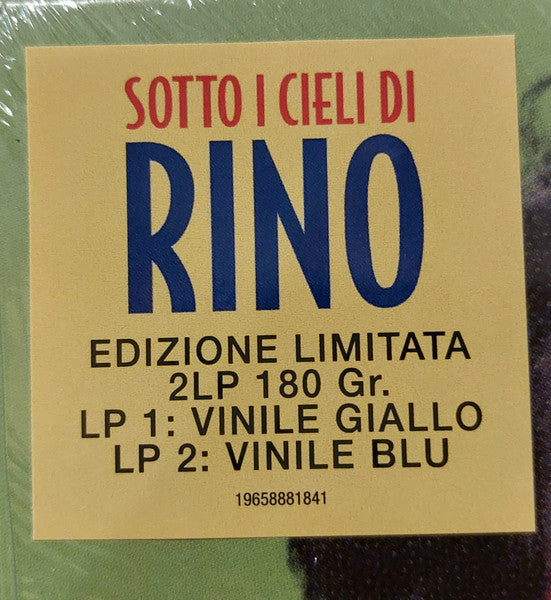 SOTTO I CIELI DI
RINO
EDIZIONE LIMITATA
2LP 180 Gr.
LP 1: VINILE GIALLO
LP 2: VINILE BLU
19658881841